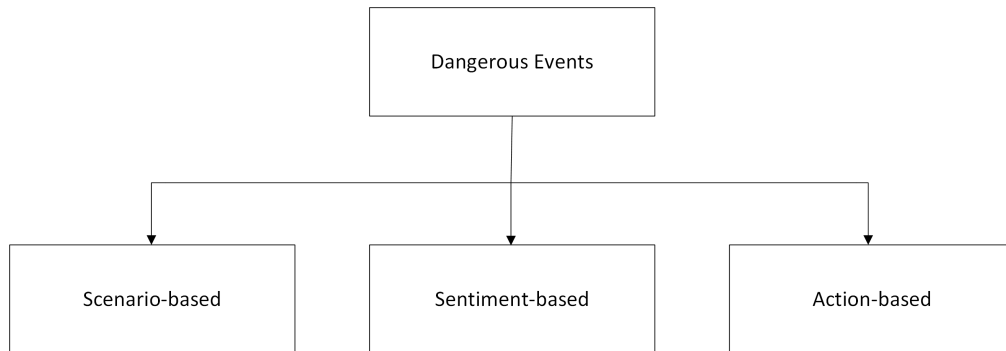 Dangerous Events
Scenario-based
Sentiment-based
Action-based